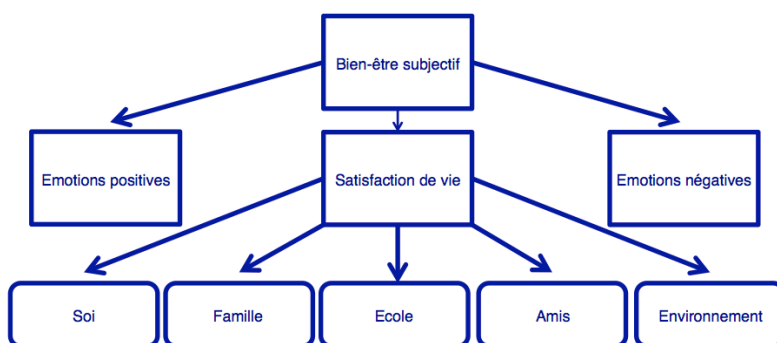 Bien-être subjectif
Emotions positives
Satisfaction de vie
Emotions négatives
Soi
Famille
Ecole
Amis
Environnement